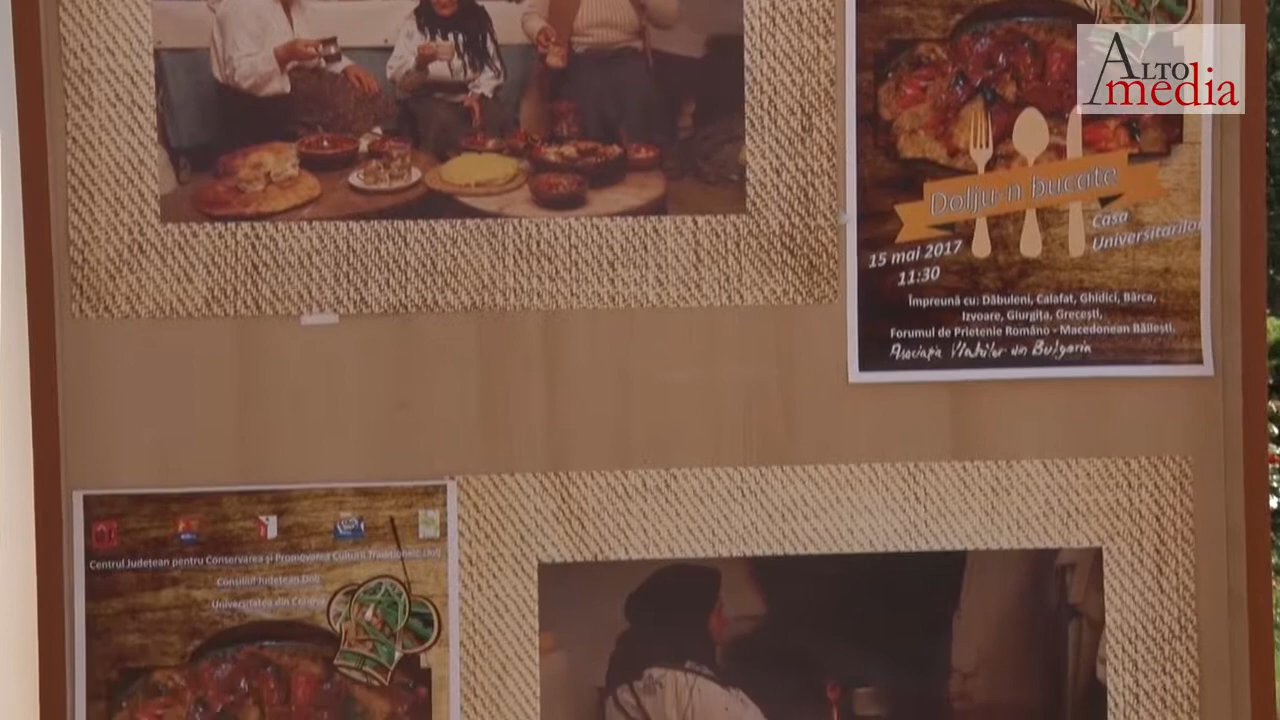 ALTO
media
Dolju-n bucate
Casa
Universitarilor
15 mai 2017
11:30
Împreună cu: Dăbuleni, Calafat, Ghidici, Bârca,
Izvoare, Giurgița, Grecești,
Forumul de Prietenie Româno - Macedonean Băilești.
Asociația Vlahilor din Bulgaria
Centrul Județean pentru Conservarea și Promovarea Culturii Tradiționale Dolj
Consiliul Județean Dolj
Universitatea din Craiova